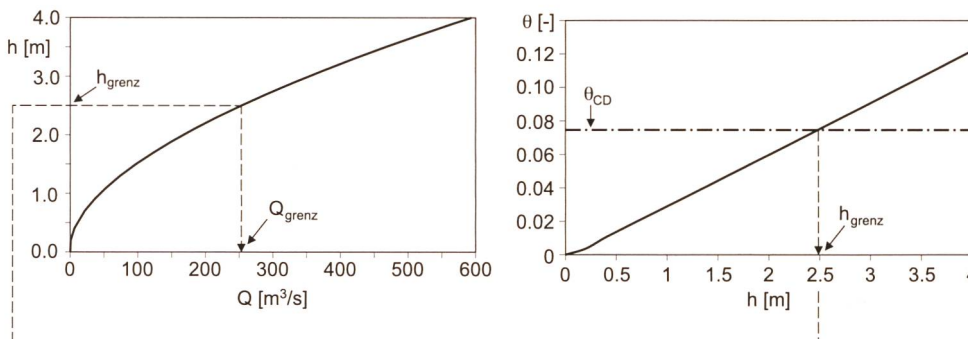 4.0
h [m]
3.0
2.0
1.0
0.0
h_grenz
Q_grenz
0 100 200 300 400 500 600
Q [m³/s]
θ [-]
0.12
0.10
0.08
0.06
0.04
0.02
0
θ_CD
h_grenz
0 0.5 1 1.5 2 2.5 3 3.5 4
h [m]